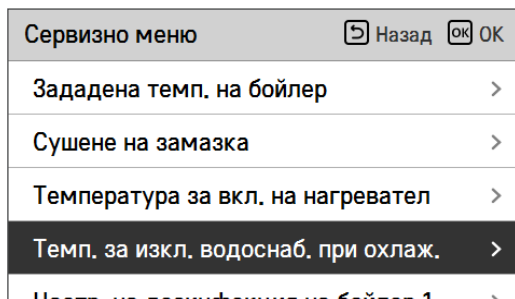 Сервизно меню Назад OK OK
Зададена темп. на бойлер
Сушене на замазка
Температура за вкл. на нагревател
Темп. за изкл. водоснаб. при охлаж.